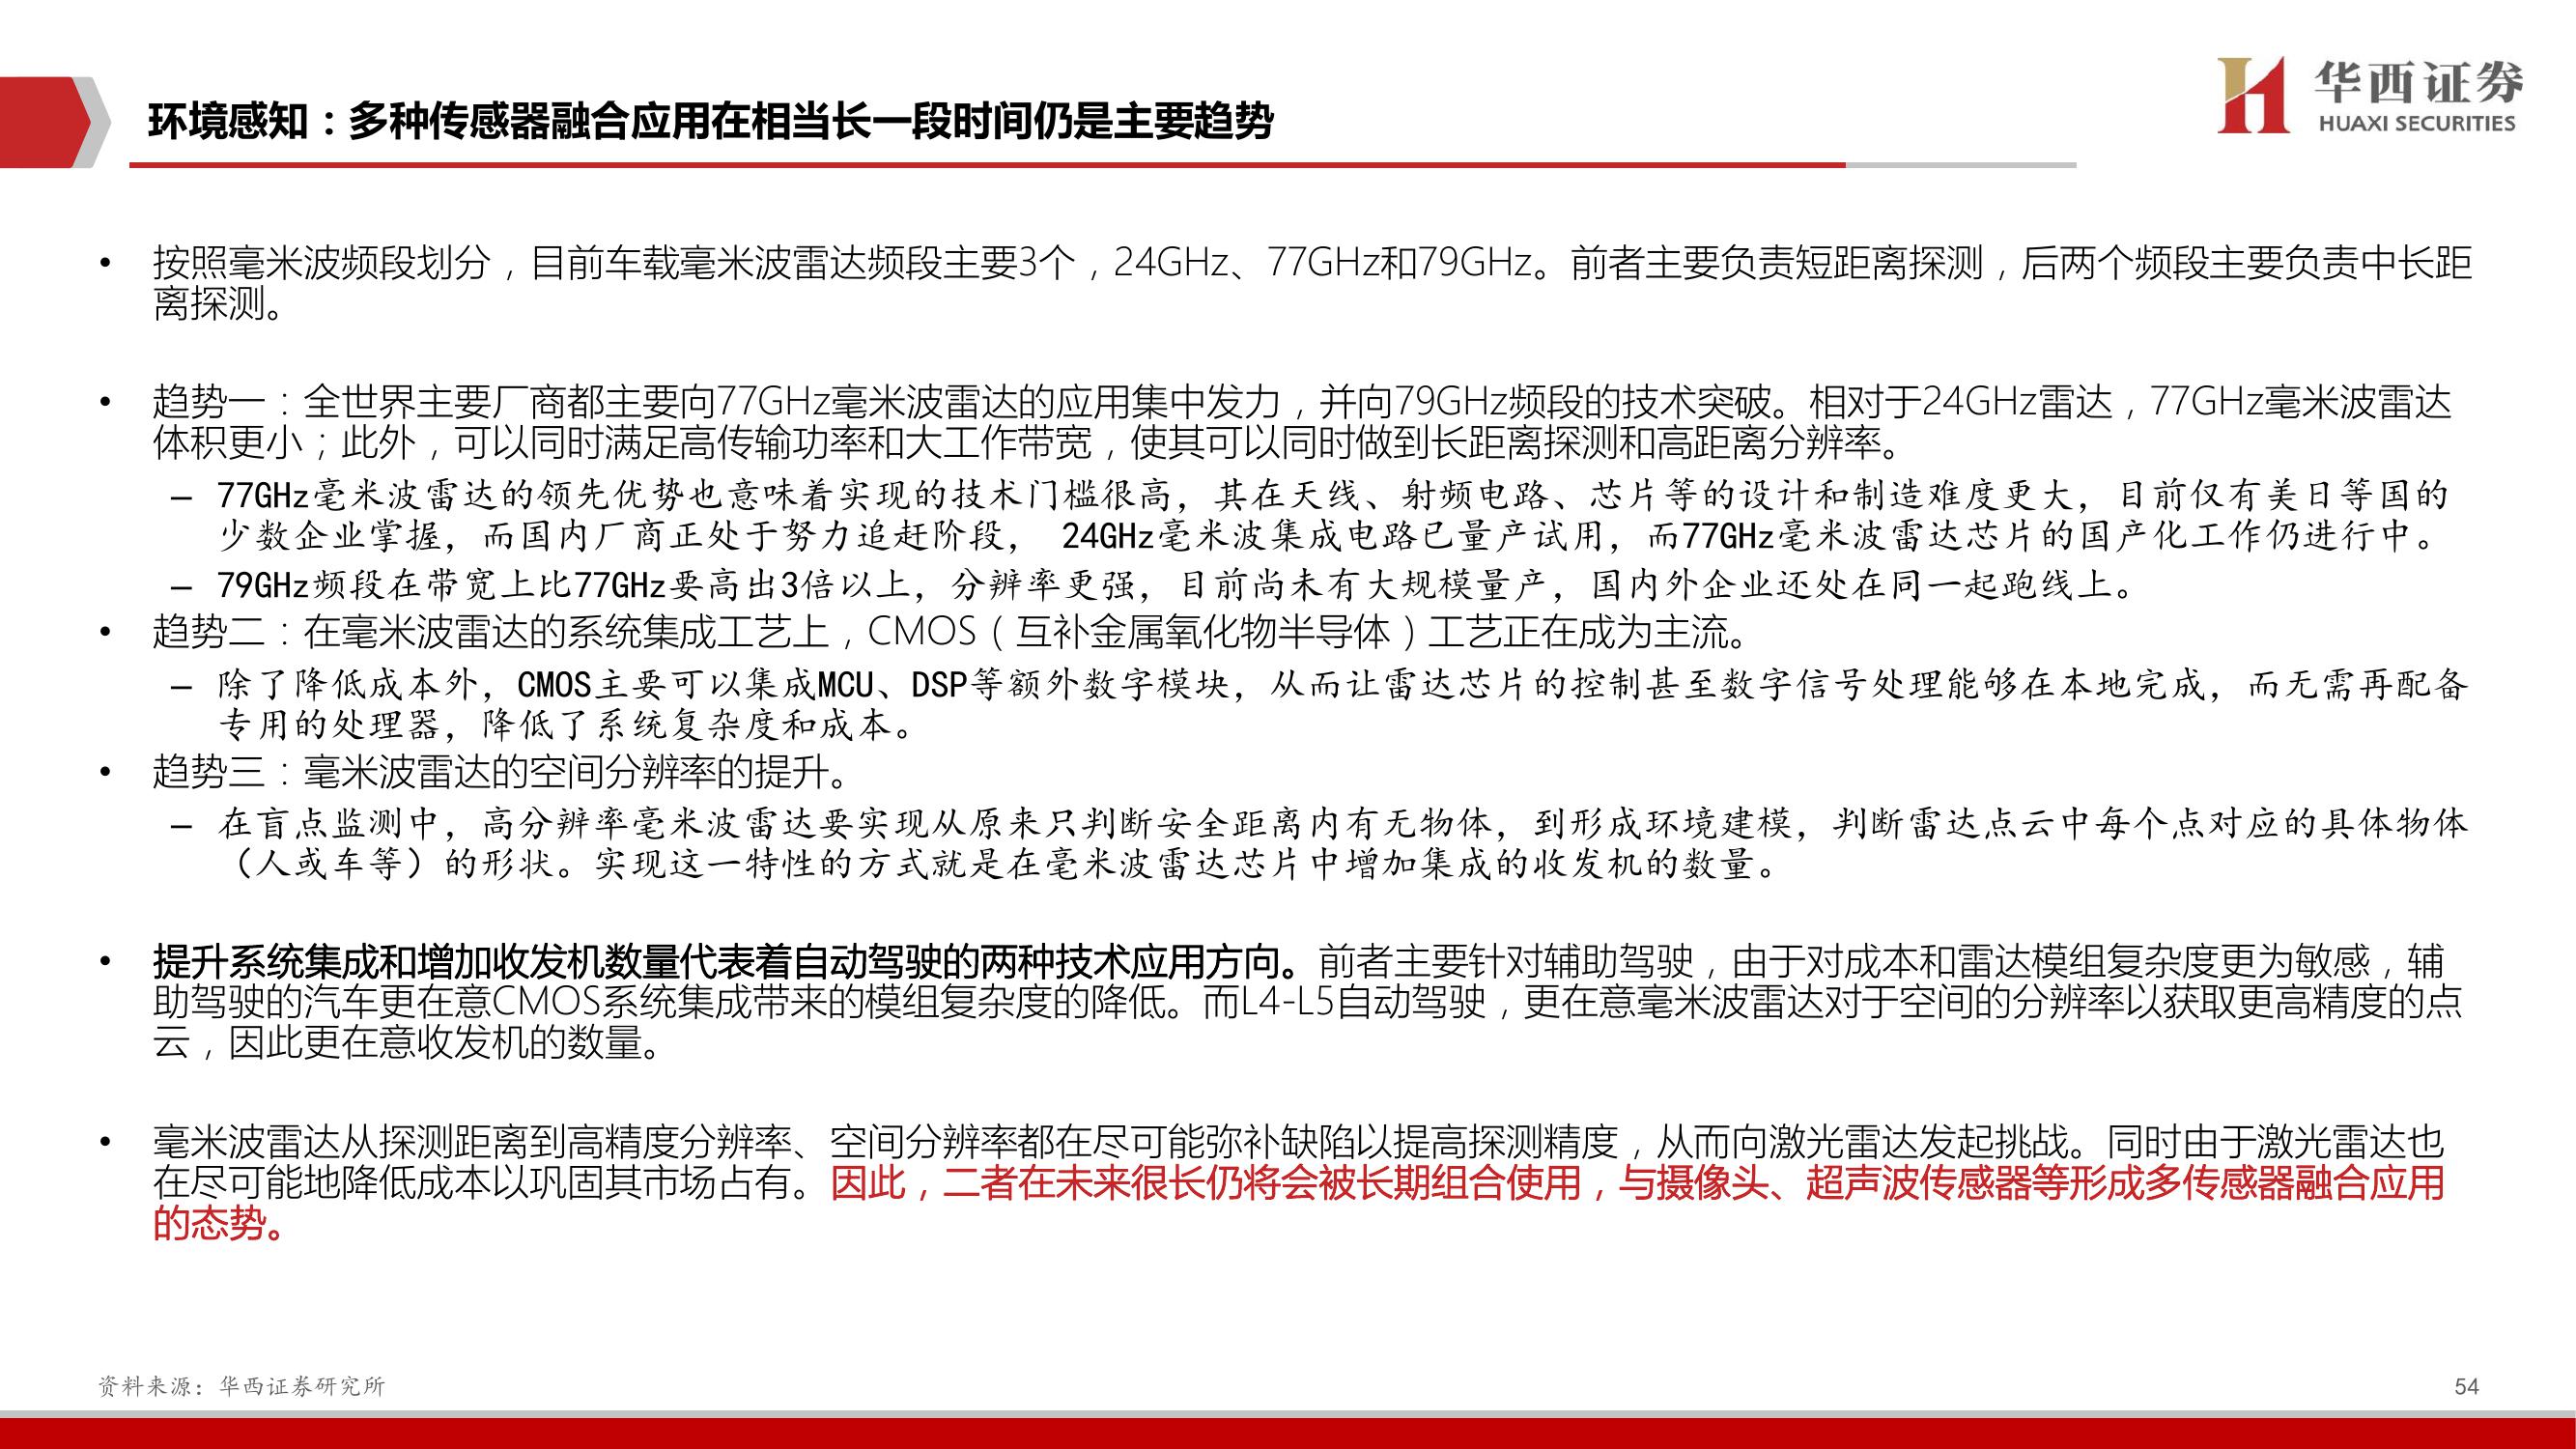 环境感知：多种传感器融合应用在相当长一段时间仍是主要趋势
华西证券
HUAXI SECURITIES
• 按照毫米波频段划分，目前车载毫米波雷达频段主要3个，24GHz、77GHz和79GHz。前者主要负责短距离探测，后两个频段主要负责中长距
离探测。
• 趋势一：全世界主要厂商都主要向77GHz毫米波雷达的应用集中发力，并向79GHz频段的技术突破。相对于24GHz雷达，77GHz毫米波雷达
体积更小；此外，可以同时满足高传输功率和大工作带宽，使其可以同时做到长距离探测和高距离分辨率。
– 77GHz毫米波雷达的领先优势也意味着实现的技术门槛很高，其在天线、射频电路、芯片等的设计和制造难度更大，目前仅有美日等国的
少数企业掌握，而国内厂商正处于努力追赶阶段， 24GHz毫米波集成电路已量产试用，而77GHz毫米波雷达芯片的国产化工作仍进行中。
– 79GHz频段在带宽上比77GHz要高出3倍以上，分辨率更强，目前尚未有大规模量产，国内外企业还处在同一起跑线上。
• 趋势二：在毫米波雷达的系统集成工艺上，CMOS（互补金属氧化物半导体）工艺正在成为主流。
– 除了降低成本外，CMOS主要可以集成MCU、DSP等额外数字模块，从而让雷达芯片的控制甚至数字信号处理能够在本地完成，而无需再配备
专用的处理器，降低了系统复杂度和成本。
• 趋势三：毫米波雷达的空间分辨率的提升。
– 在盲点监测中，高分辨率毫米波雷达要实现从原来只判断安全距离内有无物体，到形成环境建模，判断雷达点云中每个点对应的具体物体
（人或车等）的形状。实现这一特性的方式就是在毫米波雷达芯片中增加集成的收发机的数量。
• 提升系统集成和增加收发机数量代表着自动驾驶的两种技术应用方向。前者主要针对辅助驾驶，由于对成本和雷达模组复杂度更为敏感，辅
助驾驶的汽车更在意CMOS系统集成带来的模组复杂度的降低。而L4-L5自动驾驶，更在意毫米波雷达对于空间的分辨率以获取更高精度的点
云，因此更在意收发机的数量。
• 毫米波雷达从探测距离到高精度分辨率、空间分辨率都在尽可能弥补缺陷以提高探测精度，从而向激光雷达发起挑战。同时由于激光雷达也
在尽可能地降低成本以巩固其市场占有。因此，二者在未来很长仍将会被长期组合使用，与摄像头、超声波传感器等形成多传感器融合应用
的态势。
资料来源：华西证券研究所
54